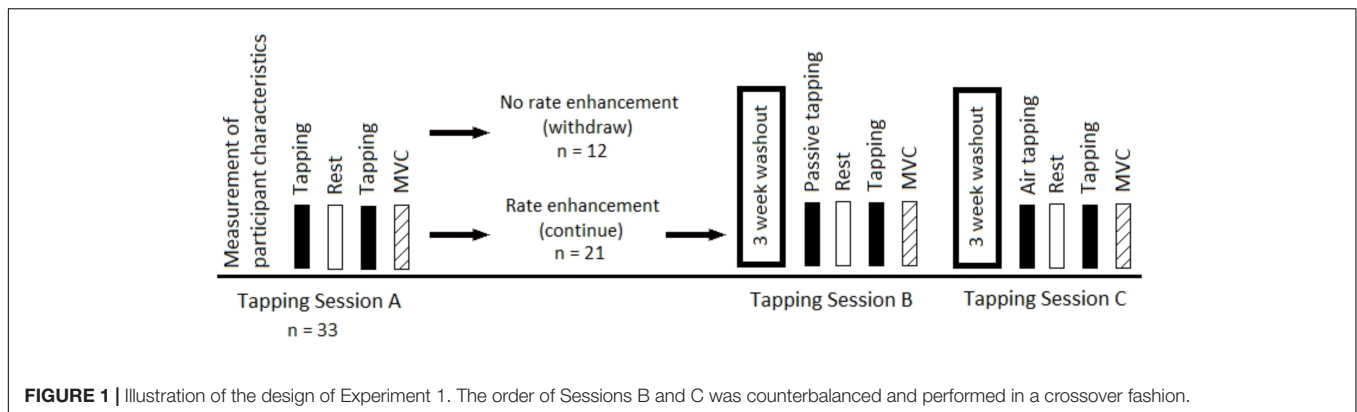 Measurement of
participant characteristics
Tapping
Rest
Tapping
MVC
No rate enhancement
(withdraw)
n = 12
Rate enhancement
(continue)
n = 21
3 week washout
Passive tapping
Rest
Tapping
MVC
3 week washout
Air tapping
Rest
Tapping
MVC
Tapping Session A
n = 33
Tapping Session B
Tapping Session C
FIGURE 1 | Illustration of the design of Experiment 1. The order of Sessions B and C was counterbalanced and performed in a crossover fashion.